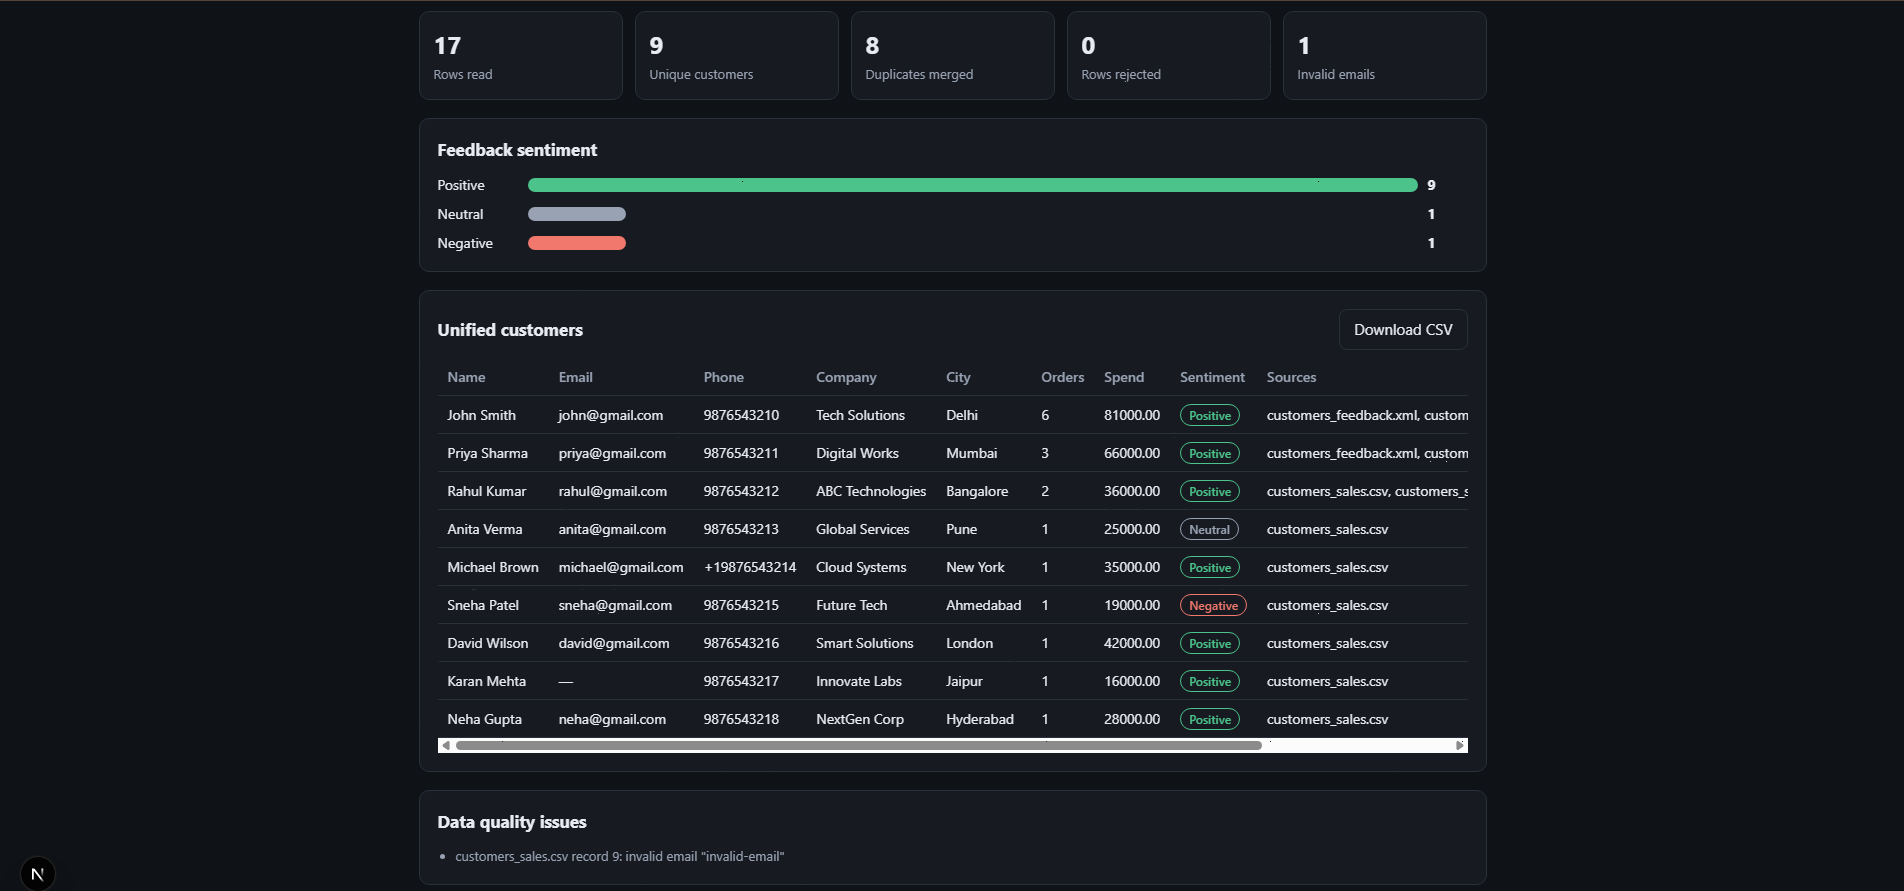 17 9 8 0 1
Rows read Unique customers Duplicates merged Rows rejected Invalid emails
Feedback sentiment
Positive 9
Neutral 1
Negative 1
Unified customers Download CSV
Name Email Phone Company City Orders Spend Sentiment Sources
John Smith john@gmail.com 9876543210 Tech Solutions Delhi 6 81000.00 Positive customers_feedback.xml, custom
Priya Sharma priya@gmail.com 9876543211 Digital Works Mumbai 3 66000.00 Positive customers_feedback.xml, custom
Rahul Kumar rahul@gmail.com 9876543212 ABC Technologies Bangalore 2 36000.00 Positive customers_sales.csv, customers_s
Anita Verma anita@gmail.com 9876543213 Global Services Pune 1 25000.00 Neutral customers_sales.csv
Michael Brown michael@gmail.com +19876543214 Cloud Systems New York 1 35000.00 Positive customers_sales.csv
Sneha Patel sneha@gmail.com 9876543215 Future Tech Ahmedabad 1 19000.00 Negative customers_sales.csv
David Wilson david@gmail.com 9876543216 Smart Solutions London 1 42000.00 Positive customers_sales.csv
Karan Mehta — 9876543217 Innovate Labs Jaipur 1 16000.00 Positive customers_sales.csv
Neha Gupta neha@gmail.com 9876543218 NextGen Corp Hyderabad 1 28000.00 Positive customers_sales.csv
Data quality issues
• customers_sales.csv record 9: invalid email "invalid-email"
N